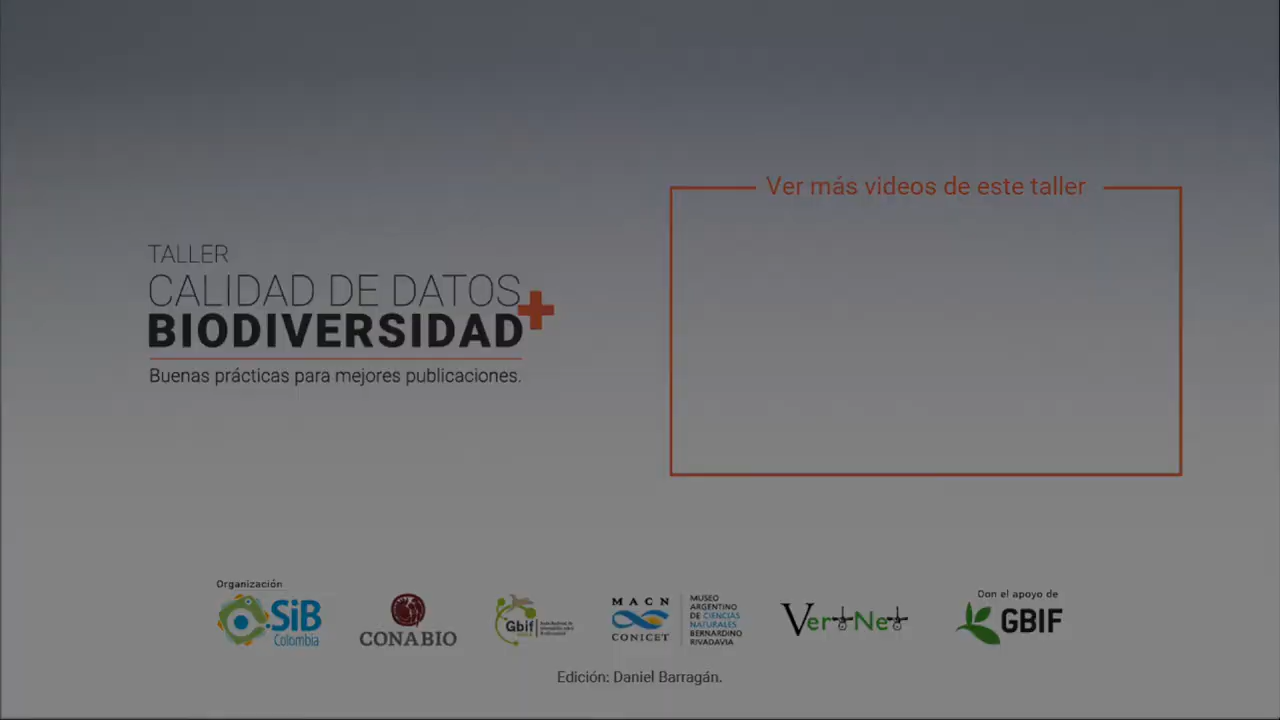 Ver más videos de este taller
TALLER
CALIDAD DE DATOS
BIODIVERSIDAD+
Buenas prácticas para mejores publicaciones.
Organización
SiB
Colombia
CONABIO
Gbif
MACN
CONICET
MUSEO
ARGENTINO
DE CIENCIAS
NATURALES
BERNARDINO
RIVADAVIA
VertNet
Don el apoyo de
GBIF
Edición: Daniel Barragán.